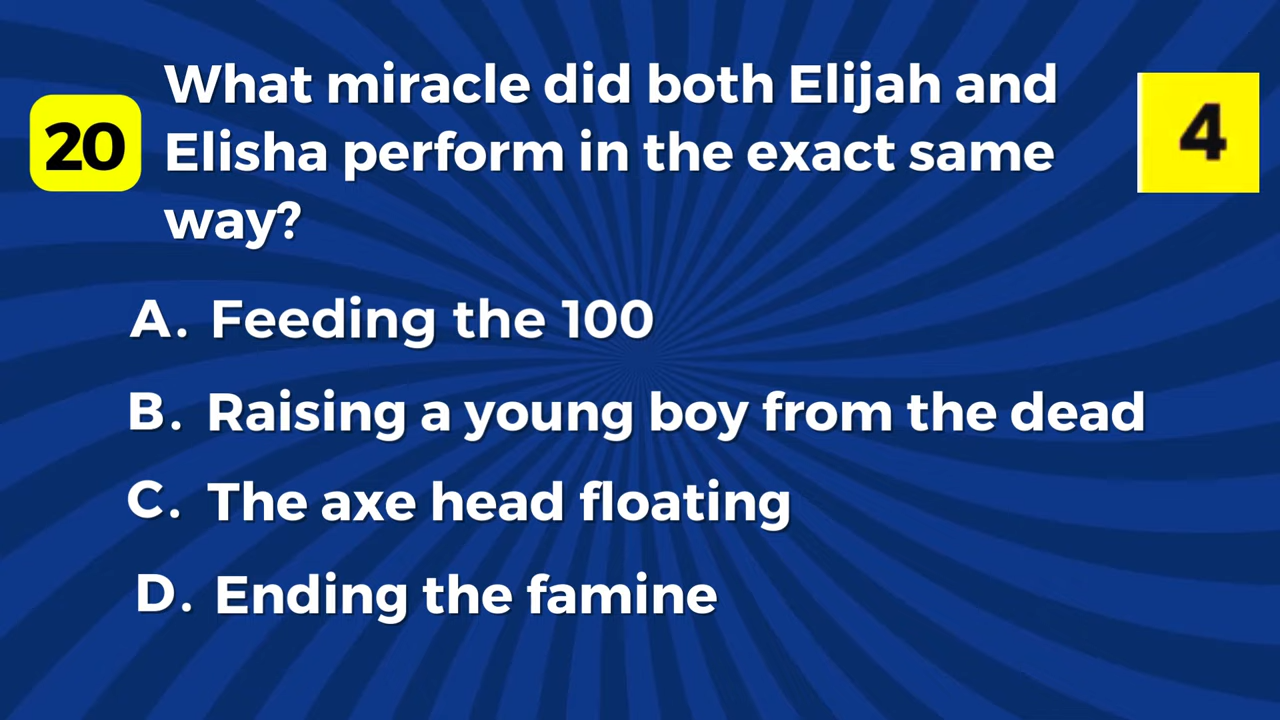 20
What miracle did both Elijah and
Elisha perform in the exact same
way?
4
A. Feeding the 100
B. Raising a young boy from the dead
C. The axe head floating
D. Ending the famine